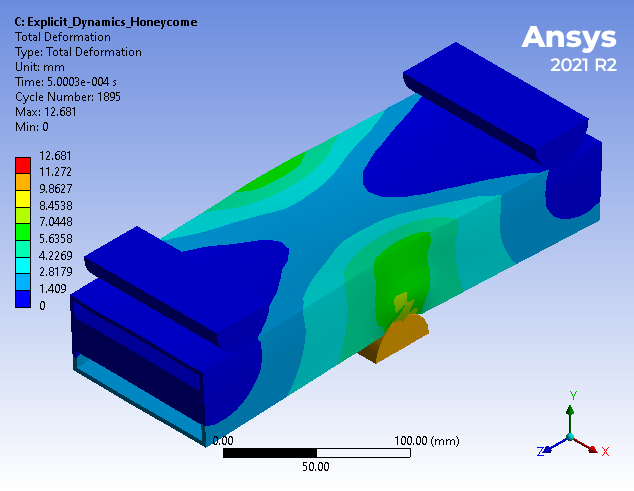 C: Explicit_Dynamics_Honeycome
Total Deformation
Type: Total Deformation
Unit: mm
Time: 5.0003e-004 s
Cycle Number: 1895
Max: 12.681
Min: 0
Ansys
2021 R2
12.681
11.272
9.8627
8.4538
7.0448
5.6358
4.2269
2.8179
1.409
0
0.00
100.00 (mm)
50.00
Y
Z
X